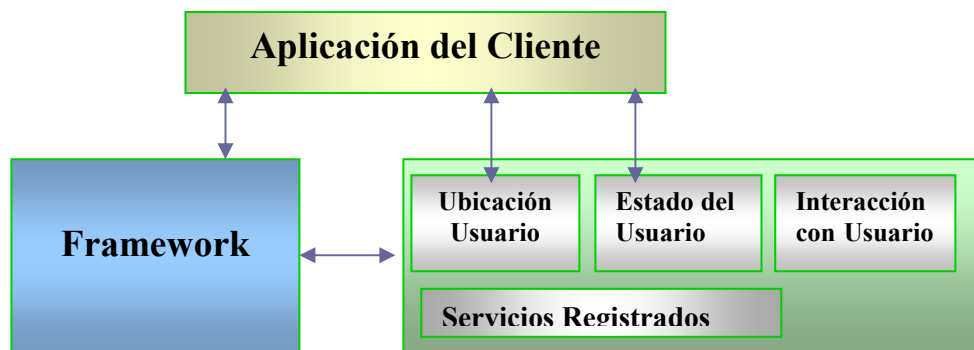 Aplicación del Cliente
Framework
Ubicación
Usuario
Estado del
Usuario
Interacción
con Usuario
Servicios Registrados